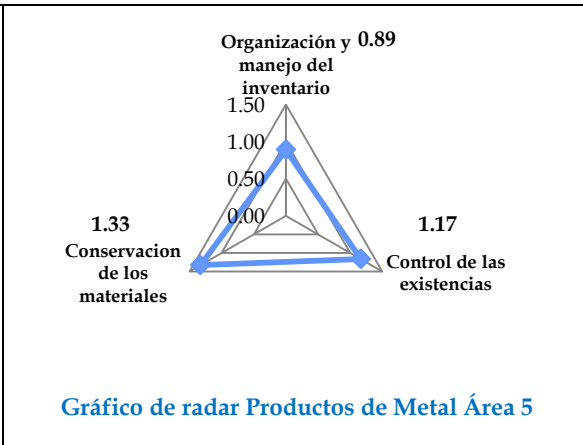 Organización y 0.89
manejo del
inventario
1.50
1.00
0.50
0.00
1.33
Conservacion
de los
materiales
1.17
Control de las
existencias
Gráfico de radar Productos de Metal Área 5